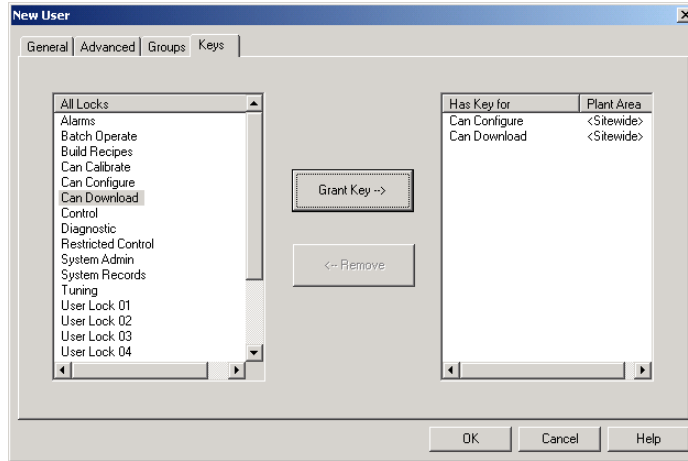 New User
General Advanced Groups Keys
All Locks
Alarms
Batch Operate
Build Recipes
Can Calibrate
Can Configure
Can Download
Control
Diagnostic
Restricted Control
System Admin
System Records
Tuning
User Lock 01
User Lock 02
User Lock 03
User Lock 04
Grant Key -->
<-- Remove
Has Key for Plant Area
Can Configure <Sitewide>
Can Download <Sitewide>
OK Cancel Help